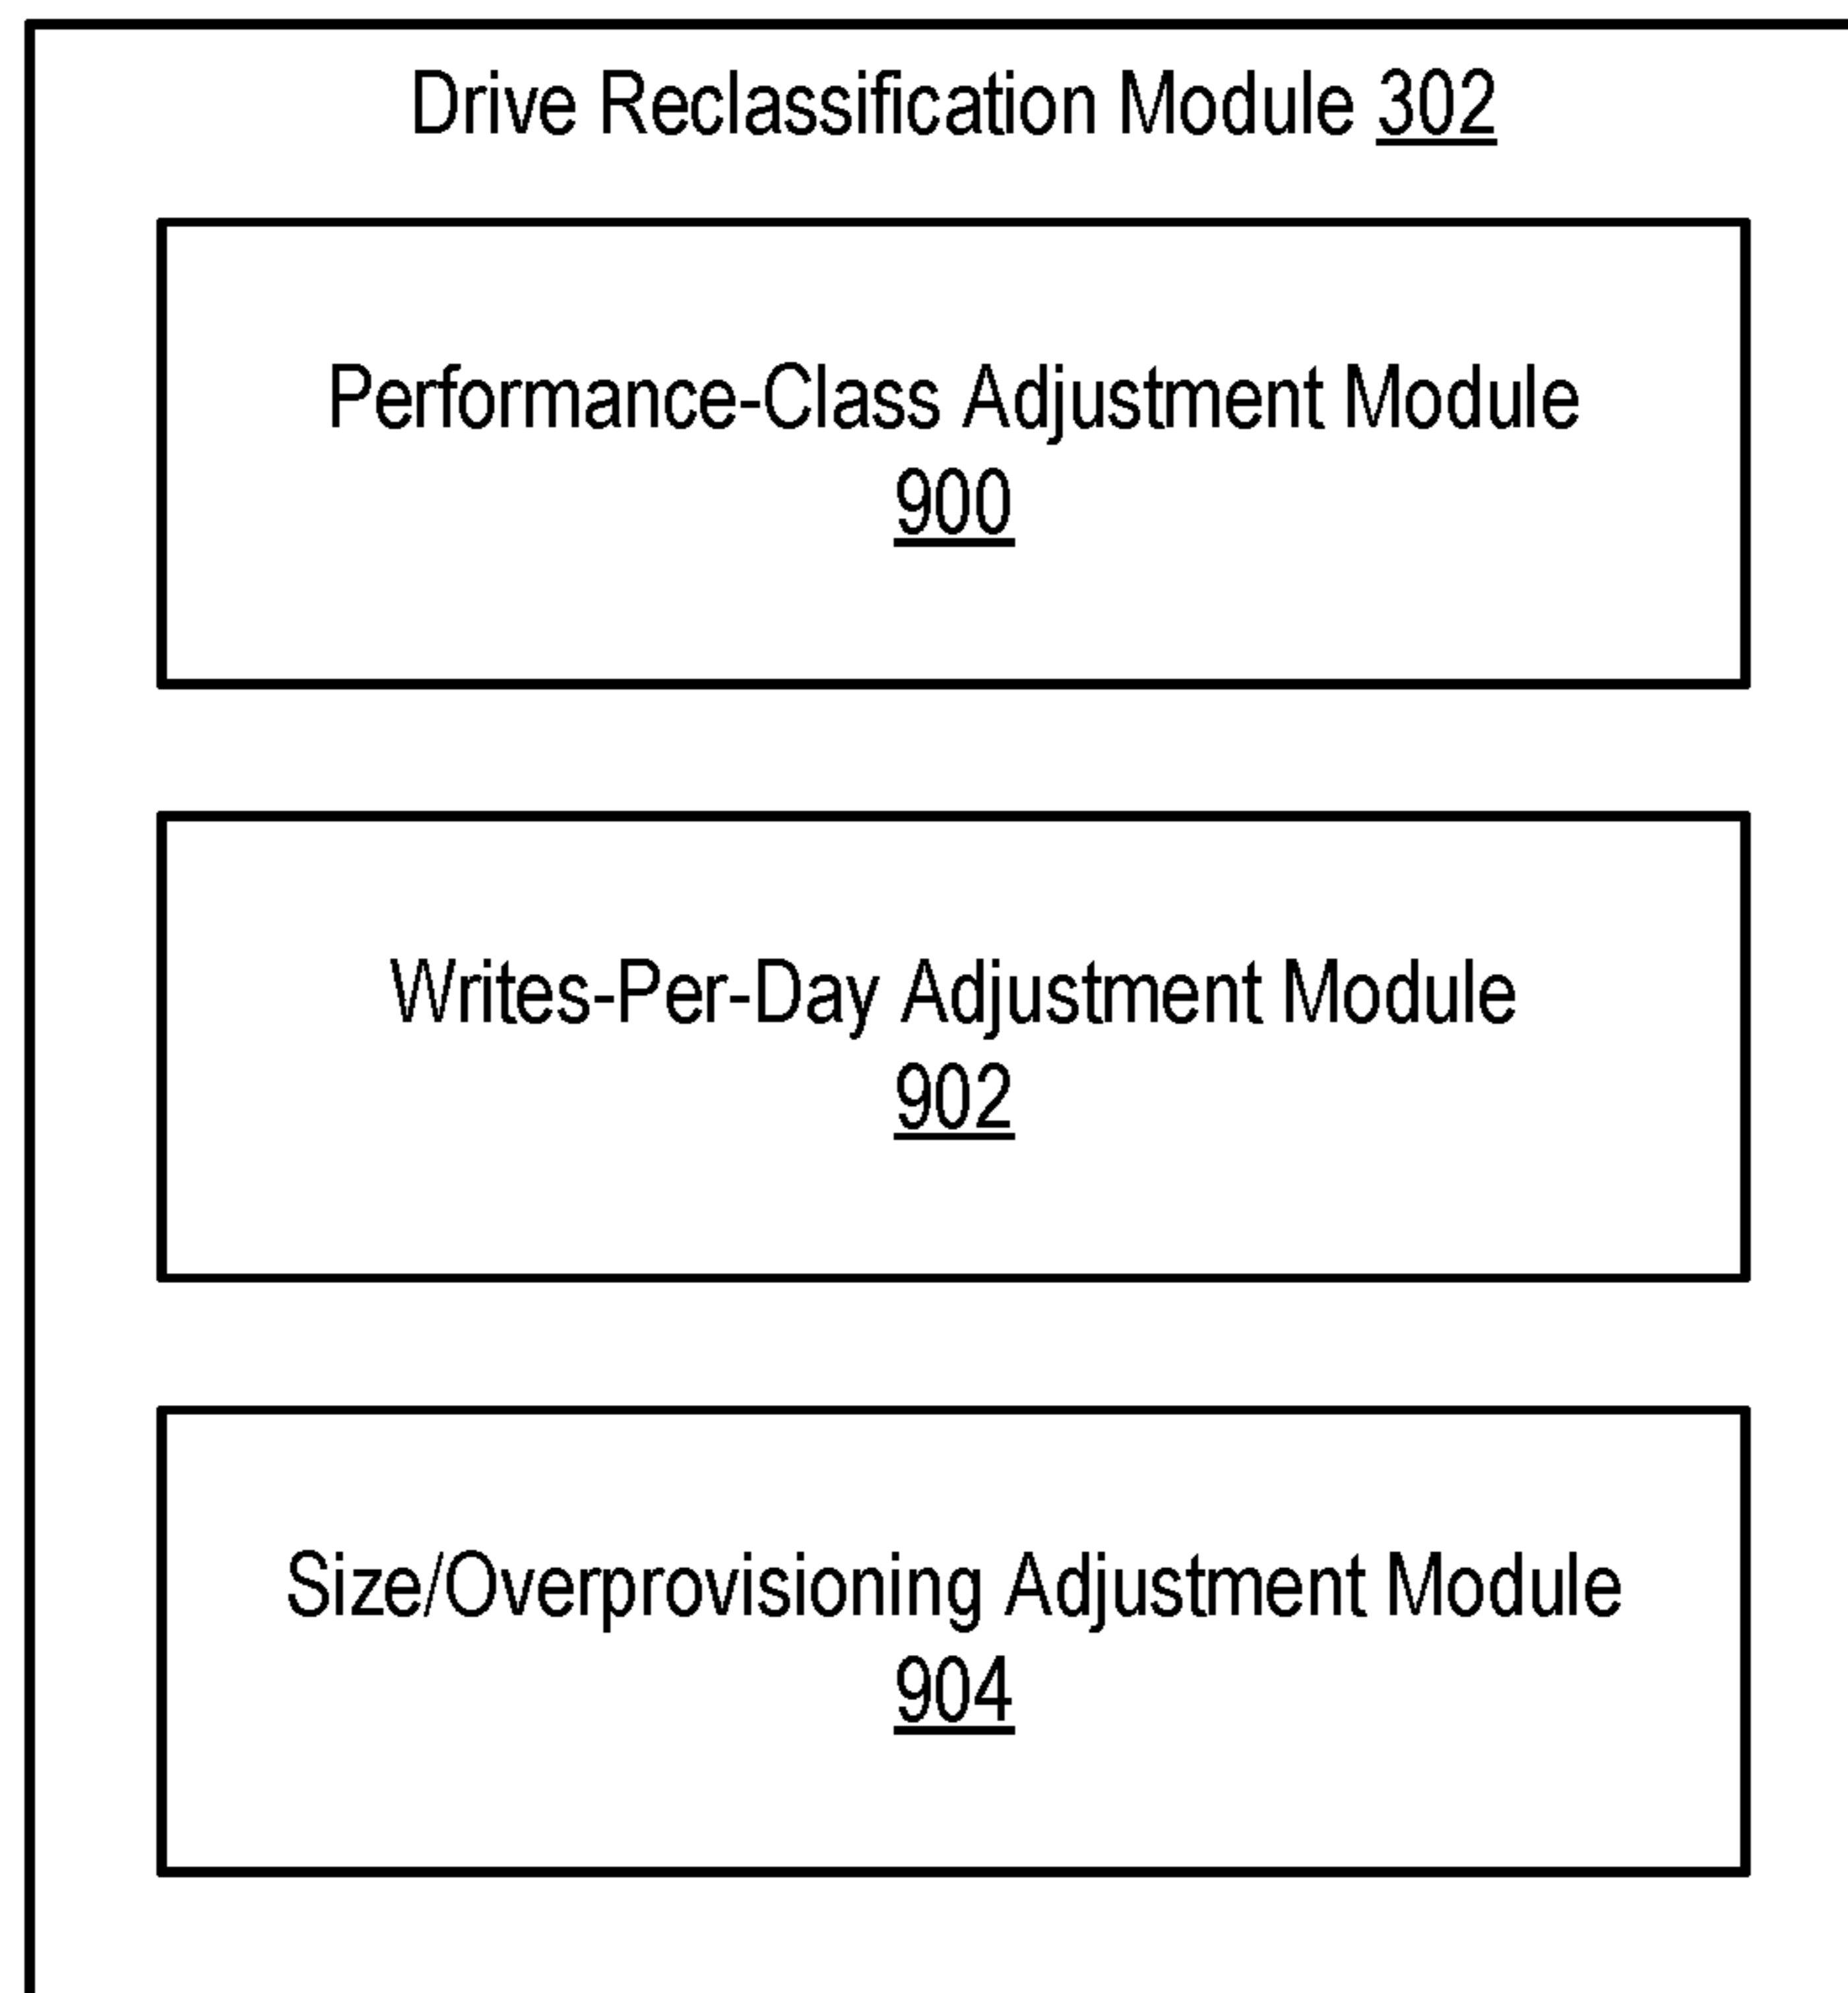 Drive Reclassification Module 302
Performance-Class Adjustment Module
900
Writes-Per-Day Adjustment Module
902
Size/Overprovisioning Adjustment Module
904